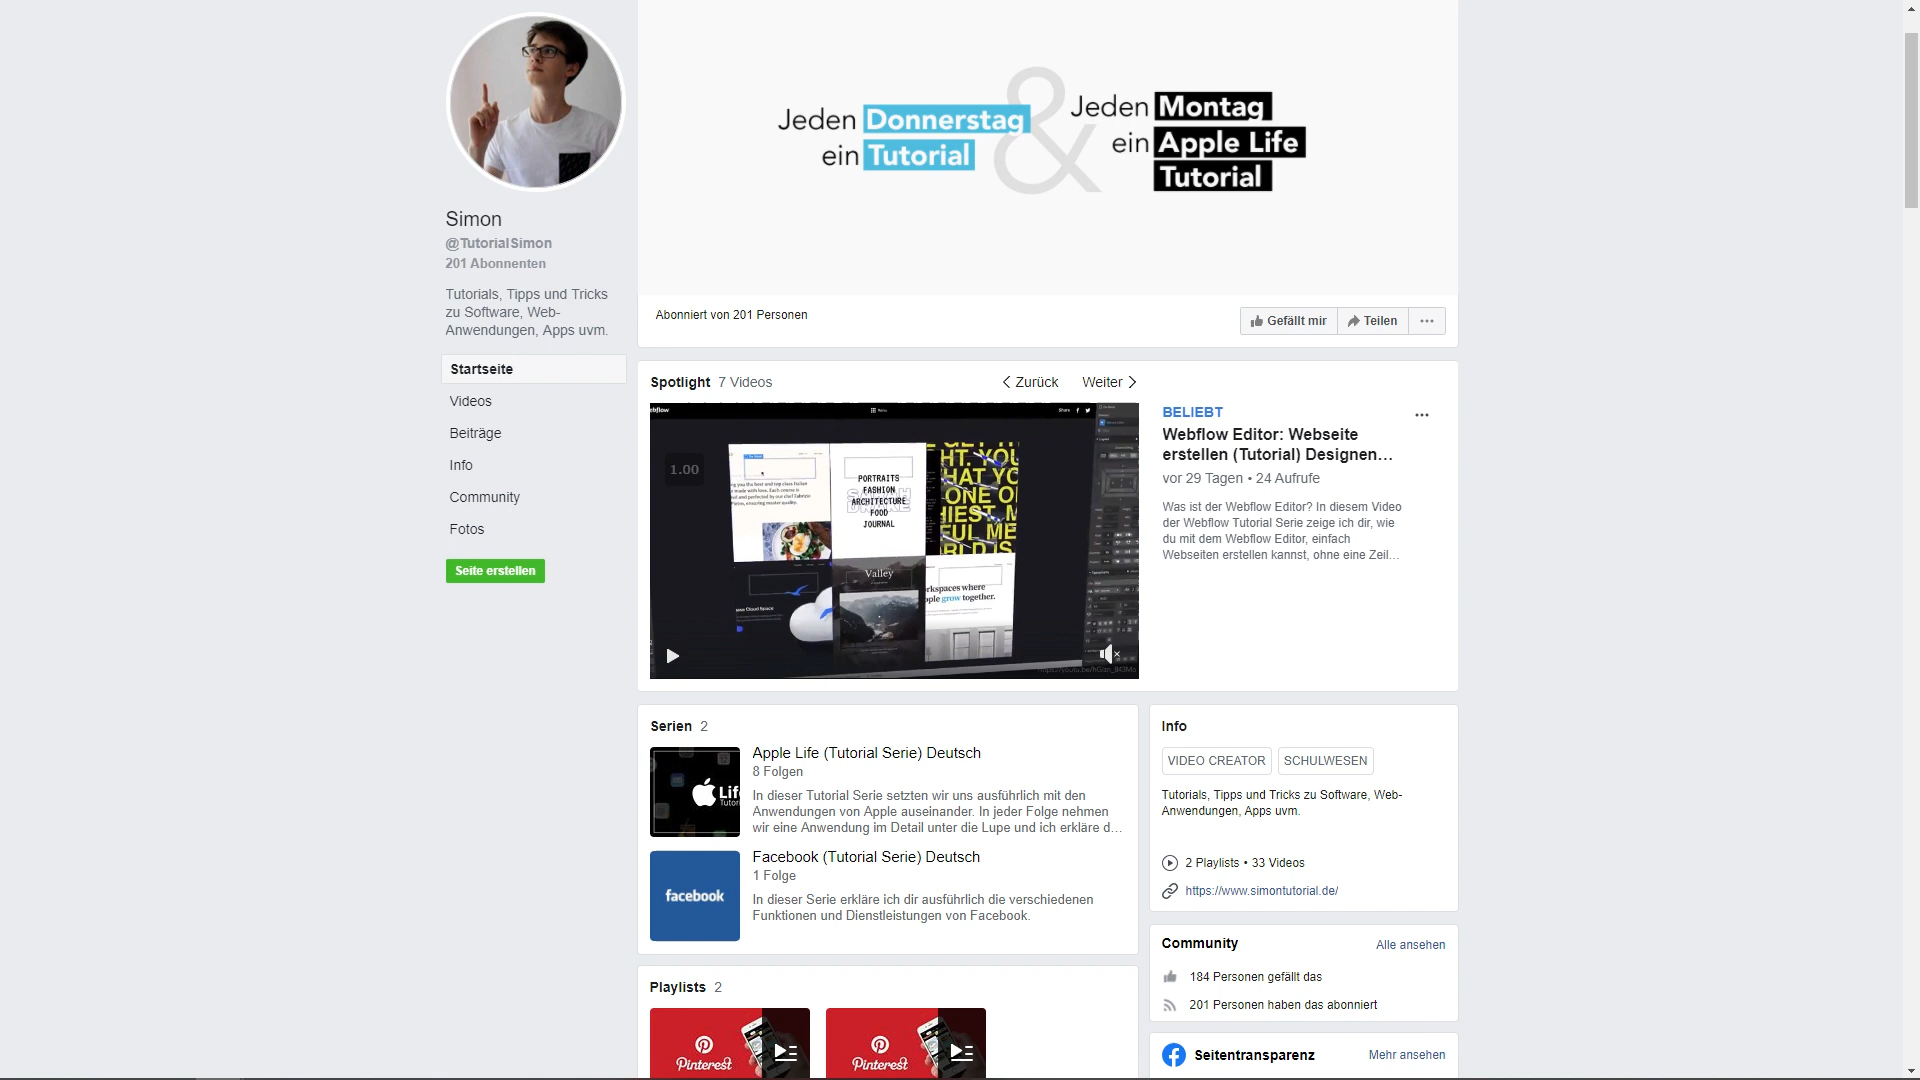 Jeden Donnerstag
ein Tutorial
&
Jeden Montag
ein Apple Life
Tutorial
Simon
@TutorialSimon
201 Abonnenten
Tutorials, Tipps und Tricks
zu Software, Web-
Anwendungen, Apps uvm.
Startseite
Videos
Beiträge
Info
Community
Fotos
Seite erstellen
Abonniert von 201 Personen
Gefällt mir
Teilen
Spotlight 7 Videos
Zurück
Weiter
Menu
Share
1.00
PORTRAITS
FASHION
ARCHITECTURE
FOOD
JOURNAL
Valley
grow together.
BELIEBT
Webflow Editor: Webseite
erstellen (Tutorial) Designen...
vor 29 Tagen • 24 Aufrufe
Was ist der Webflow Editor? In diesem Video
der Webflow Tutorial Serie zeige ich dir, wie
du mit dem Webflow Editor, einfach
Webseiten erstellen kannst, ohne eine Zeil...
Serien 2
Apple Life (Tutorial Serie) Deutsch
8 Folgen
In dieser Tutorial Serie setzten wir uns ausführlich mit den
Anwendungen von Apple auseinander. In jeder Folge nehmen
wir eine Anwendung im Detail unter die Lupe und ich erkläre d...
facebook
Facebook (Tutorial Serie) Deutsch
1 Folge
In dieser Serie erkläre ich dir ausführlich die verschiedenen
Funktionen und Dienstleistungen von Facebook.
Playlists 2
Pinterest
Pinterest
Info
VIDEO CREATOR
SCHULWESEN
Tutorials, Tipps und Tricks zu Software, Web-
Anwendungen, Apps uvm.
2 Playlists • 33 Videos
https://www.simontutorial.de/
Community
Alle ansehen
184 Personen gefällt das
201 Personen haben das abonniert
Seitentransparenz
Mehr ansehen